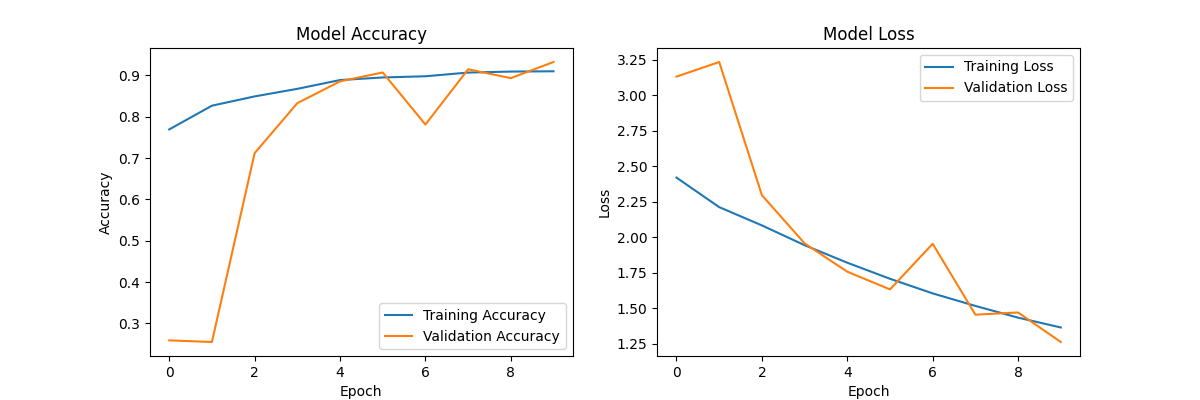 Model Accuracy
Accuracy
0.9
0.8
0.7
0.6
0.5
0.4
0.3
Training Accuracy
Validation Accuracy
0 2 4 6 8
Epoch
Model Loss
Loss
3.25
3.00
2.75
2.50
2.25
2.00
1.75
1.50
1.25
Training Loss
Validation Loss
0 2 4 6 8
Epoch